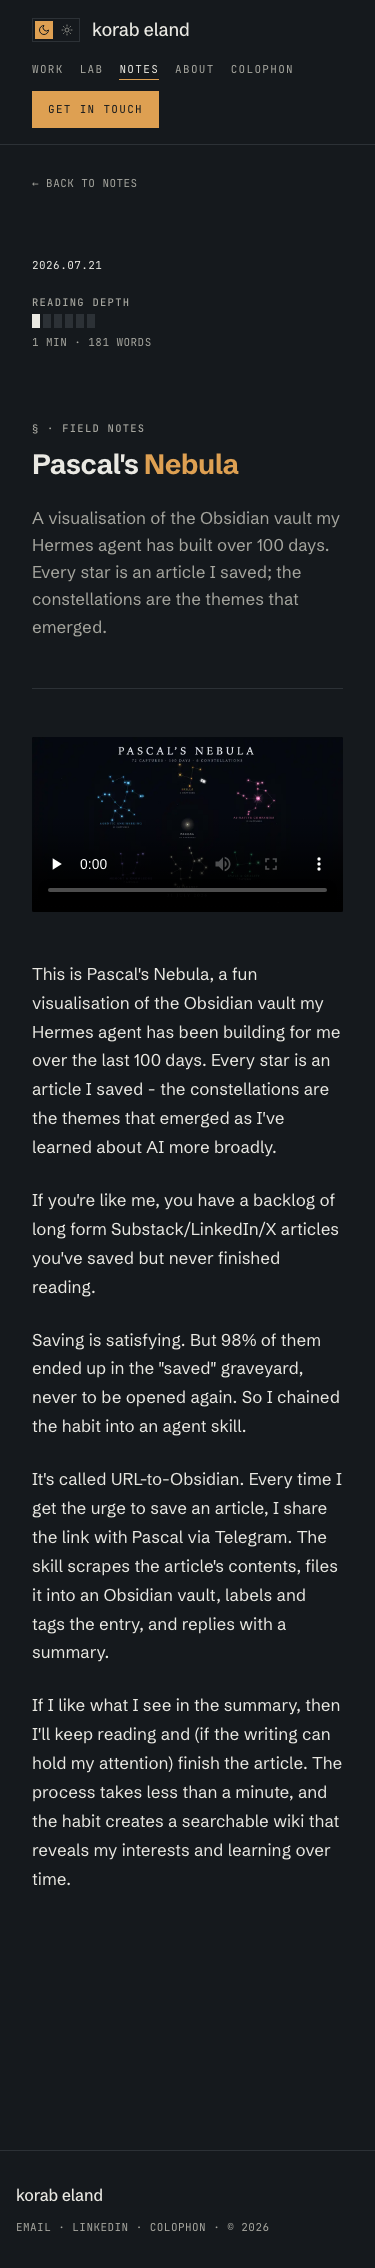 korab eland
WORK LAB NOTES ABOUT COLOPHON
GET IN TOUCH
← BACK TO NOTES
2026.07.21
READING DEPTH
1 MIN · 181 WORDS
§ · FIELD NOTES
Pascal's Nebula
A visualisation of the Obsidian vault my
Hermes agent has built over 100 days.
Every star is an article I saved; the
constellations are the themes that
emerged.
PASCAL'S NEBULA
0:00
This is Pascal's Nebula, a fun
visualisation of the Obsidian vault my
Hermes agent has been building for me
over the last 100 days. Every star is an
article I saved - the constellations are
the themes that emerged as I've
learned about AI more broadly.
If you're like me, you have a backlog of
long form Substack/LinkedIn/X articles
you've saved but never finished
reading.
Saving is satisfying. But 98% of them
ended up in the "saved" graveyard,
never to be opened again. So I chained
the habit into an agent skill.
It's called URL-to-Obsidian. Every time I
get the urge to save an article, I share
the link with Pascal via Telegram. The
skill scrapes the article's contents, files
it into an Obsidian vault, labels and
tags the entry, and replies with a
summary.
If I like what I see in the summary, then
I'll keep reading and (if the writing can
hold my attention) finish the article. The
process takes less than a minute, and
the habit creates a searchable wiki that
reveals my interests and learning over
time.
korab eland
EMAIL · LINKEDIN · COLOPHON · © 2026